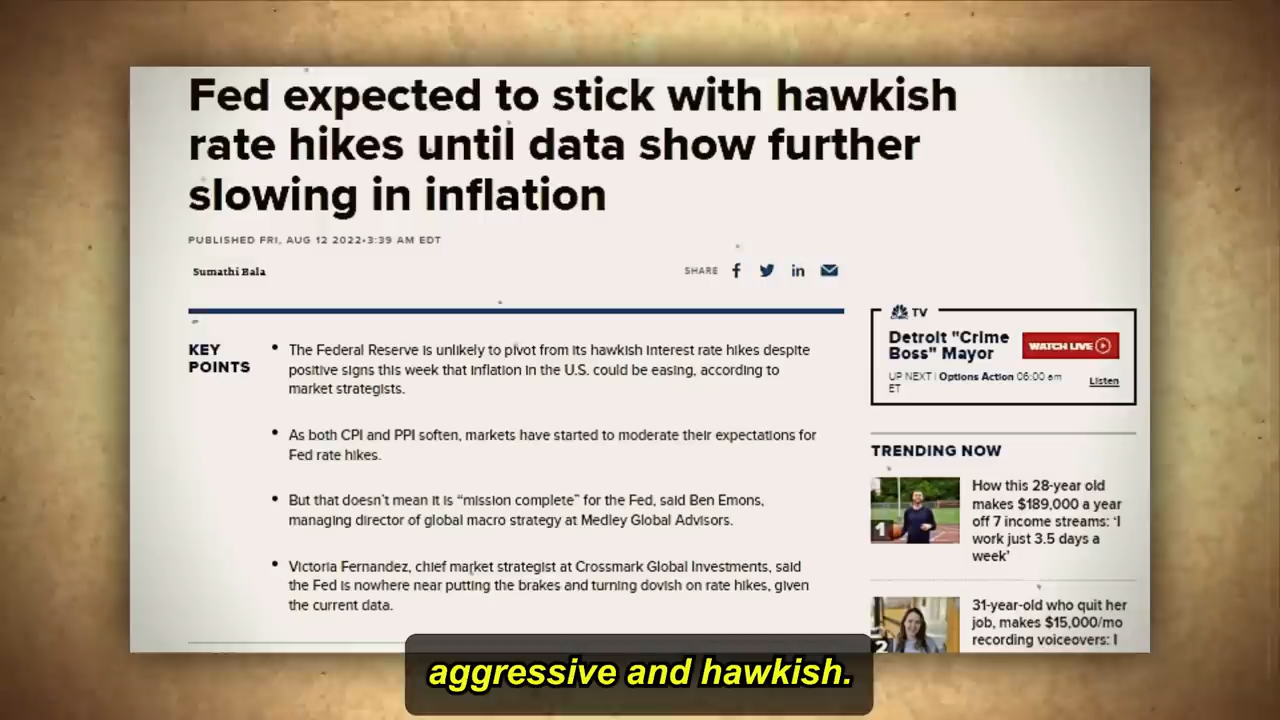 Fed expected to stick with hawkish
rate hikes until data show further
slowing in inflation
PUBLISHED FRI, AUG 12 2022•3:39 AM EDT
Sumathi Bala
SHARE
KEY
POINTS
• The Federal Reserve is unlikely to pivot from its hawkish interest rate hikes despite
positive signs this week that inflation in the U.S. could be easing, according to
market strategists.
• As both CPI and PPI soften, markets have started to moderate their expectations for
Fed rate hikes.
• But that doesn’t mean it is “mission complete” for the Fed, said Ben Emons,
managing director of global macro strategy at Medley Global Advisors.
• Victoria Fernandez, chief market strategist at Crossmark Global Investments, said
the Fed is nowhere near putting the brakes and turning dovish on rate hikes, given
the current data.
TV
Detroit "Crime
Boss" Mayor
WATCH LIVE
UP NEXT | Options Action 06:00 am
ET
Listen
TRENDING NOW
1
How this 28-year old
makes $189,000 a year
off 7 income streams: ‘I
work just 3.5 days a
week’
2
31-year-old who quit her
job, makes $15,000/mo
recording voiceovers: I
aggressive and hawkish.